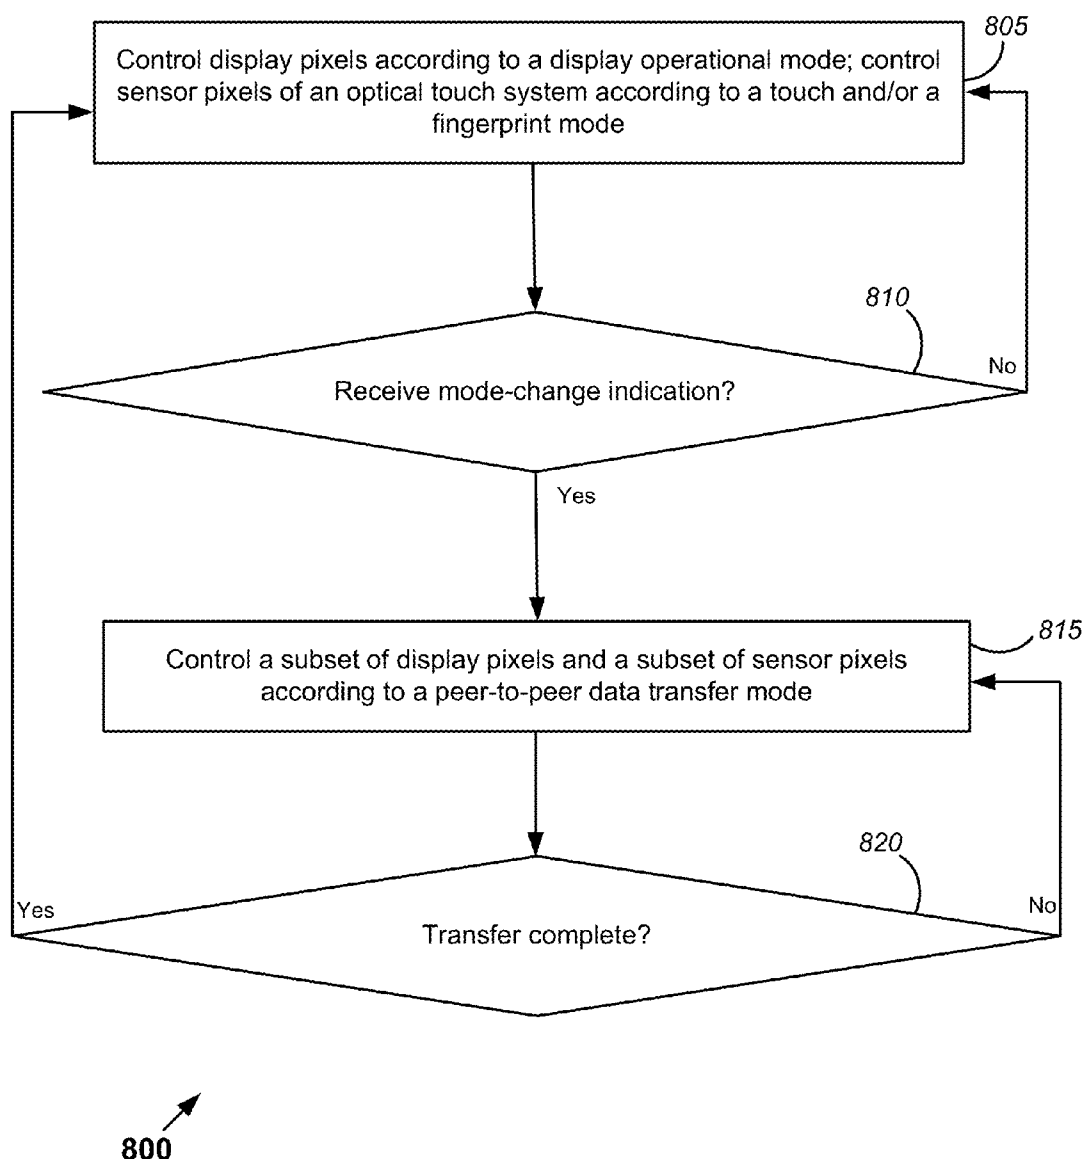 805
Control display pixels according to a display operational mode; control
sensor pixels of an optical touch system according to a touch and/or a
fingerprint mode
810
No
Receive mode-change indication?
Yes
815
Control a subset of display pixels and a subset of sensor pixels
according to a peer-to-peer data transfer mode
820
Yes
No
Transfer complete?
800